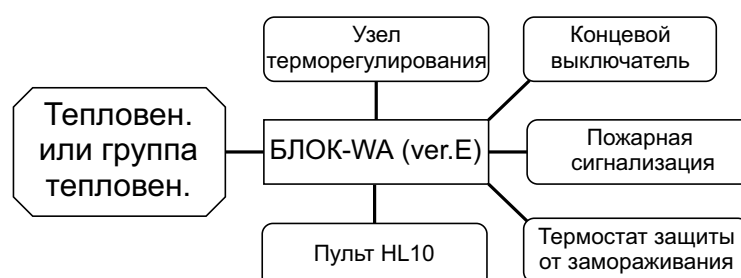 Узел
терморегулирования
Концевой
выключатель
Тепловен.
или группа
тепловен.
БЛОК-WA (ver.E)
Пожарная
сигнализация
Пульт HL10
Термостат защиты
от замораживания